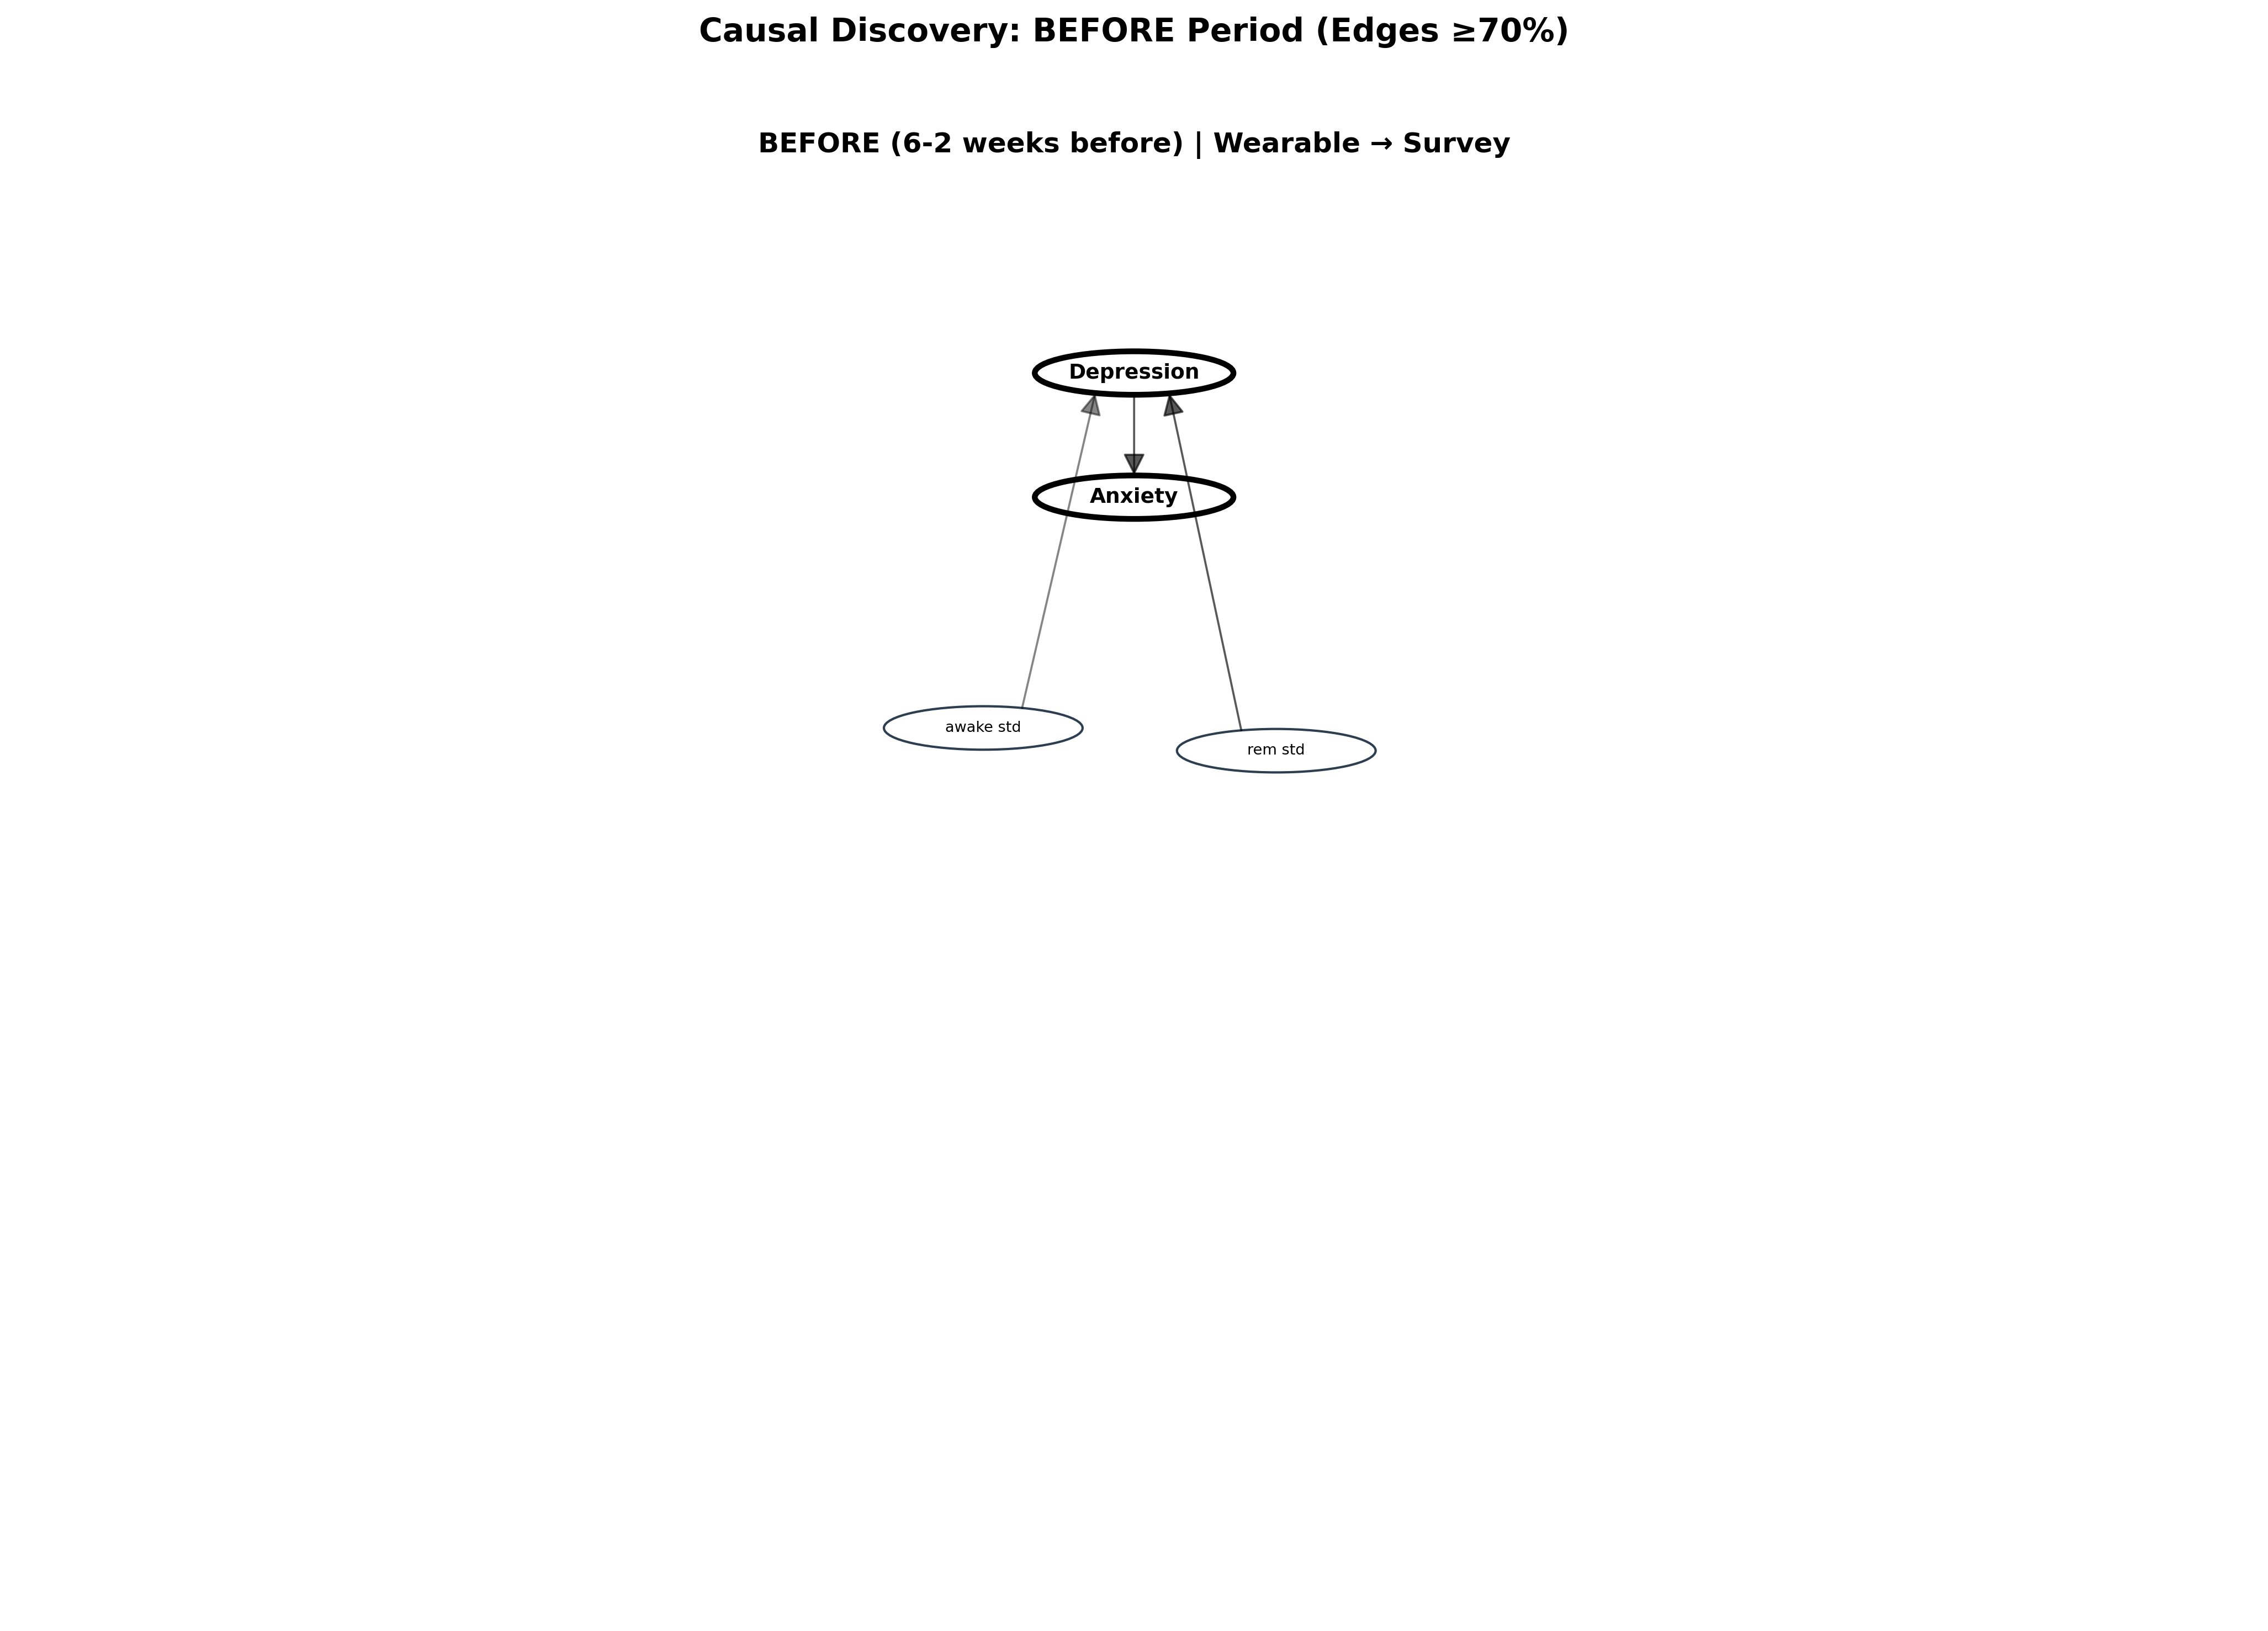 Causal Discovery: BEFORE Period (Edges ≥70%)
BEFORE (6-2 weeks before) | Wearable → Survey
Depression
Anxiety
awake std
rem std